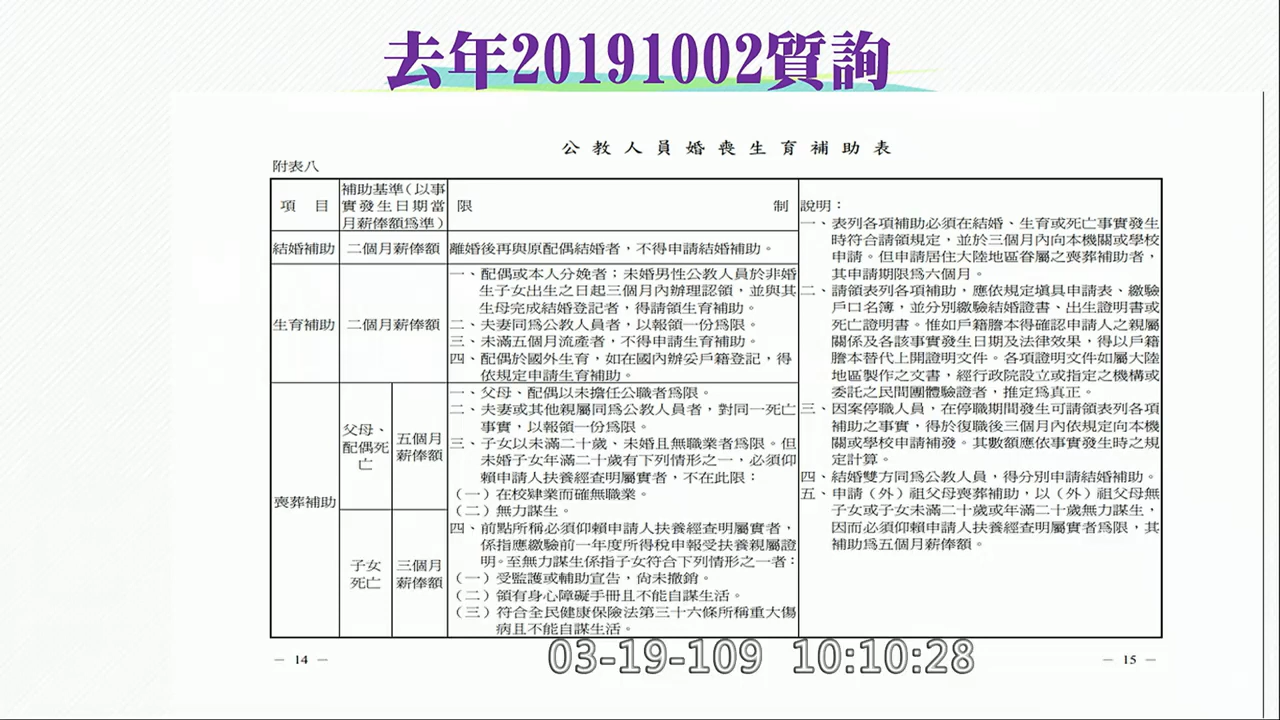 去年20191002質詢
公教人員婚喪生育補助表
附表八
項目
補助基準(以事
實發生日期當
月薪俸額為準)
限制
結婚補助
二個月薪俸額
離婚後再與原配偶結婚者,不得申請結婚補助。
生育補助
二個月薪俸額
一、配偶或本人分娩者;未婚男性公教人員於非婚
生子女出生之日起三個月內辦理認領,並與其
生母完成結婚登記者,得請領生育補助。
二、夫妻同為公教人員者,以報領一份為限。
三、未滿五個月流產者,不得申請生育補助。
四、配偶於國外生育,如在國內辦妥戶籍登記,得
依規定申請生育補助。
喪葬補助
父母、
配偶死
亡
五個月
薪俸額
子女
死亡
三個月
薪俸額
一、父母、配偶以未擔任公職者為限。
二、夫妻或其他親屬同為公教人員者,對同一死亡
事實,以報領一份為限。
三、子女以未滿二十歲、未婚且無職業者為限。但
未婚子女年滿二十歲有下列情形之一,必須仰
賴申請人扶養經查明屬實者,不在此限:
(一)在校肄業而確無職業。
(二)無力謀生。
四、前點所稱必須仰賴申請人扶養經查明屬實者,
係指應繳驗前一年度所得稅申報受扶養親屬證
明。至無力謀生係指子女符合下列情形之一者:
(一)受監護或輔助宣告,尚未撤銷。
(二)領有身心障礙手冊且不能自謀生活。
(三)符合全民健康保險法第三十六條所稱重大傷
病且不能自謀生活。
說明:
一、表列各項補助必須在結婚、生育或死亡事實發生
時符合請領規定,並於三個月內向本機關或學校
申請。但申請居住大陸地區眷屬之喪葬補助者,
其申請期限為六個月。
二、請領表列各項補助,應依規定填具申請表、繳驗
戶口名簿,並分別繳驗結婚證書、出生證明書或
死亡證明書。惟如戶籍謄本得確認申請人之親屬
關係及各該事實發生日期及法律效果,得以戶籍
謄本替代上開證明文件。各項證明文件如屬大陸
地區製作之文書,經行政院設立或指定之機構或
委託之民間團體驗證者,推定為真正。
三、因案停職人員,在停職期間發生可請領表列各項
補助之事實,得於復職後三個月內依規定向本機
關或學校申請補發。其數額應依事實發生時之規
定計算。
四、結婚雙方同為公教人員,得分別申請結婚補助。
五、申請(外)祖父母喪葬補助,以(外)祖父母無
子女或子女未滿二十歲或年滿二十歲無力謀生,
因而必須仰賴申請人扶養經查明屬實者為限,其
補助為五個月薪俸額。
— 14 —
— 15 —
03-19-109 10:10:28